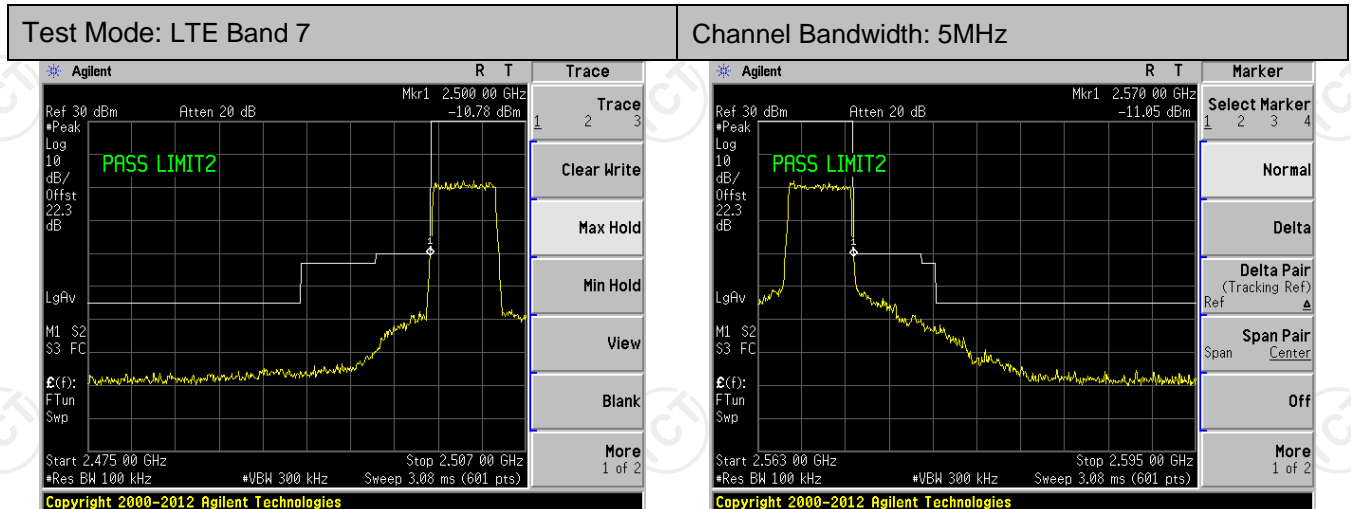 Test Mode: LTE Band 7
Channel Bandwidth: 5MHz
Agilent R T Trace
Mkr1 2.500 00 GHz
Ref 30 dBm Atten 20 dB -10.78 dBm
#Peak
Log
10
dB/
Offst
22.3
dB
PASS LIMIT2
1
LgAv
M1 S2
S3 FC
£(f):
FTun
Swp
Start 2.475 00 GHz Stop 2.507 00 GHz
#Res BW 100 kHz #VBW 300 kHz Sweep 3.08 ms (601 pts)
Copyright 2000-2012 Agilent Technologies
Trace
1 2 3
Clear Write
Max Hold
Min Hold
View
Blank
More
1 of 2
Agilent R T Marker
Mkr1 2.570 00 GHz
Ref 30 dBm Atten 20 dB -11.05 dBm
#Peak
Log
10
dB/
Offst
22.3
dB
PASS LIMIT2
1
LgAv
M1 S2
S3 FC
£(f):
FTun
Swp
Start 2.563 00 GHz Stop 2.595 00 GHz
#Res BW 100 kHz #VBW 300 kHz Sweep 3.08 ms (601 pts)
Copyright 2000-2012 Agilent Technologies
Select Marker
1 2 3 4
Normal
Delta
Delta Pair
(Tracking Ref)
Ref Δ
Span Pair
Span Center
Off
More
1 of 2